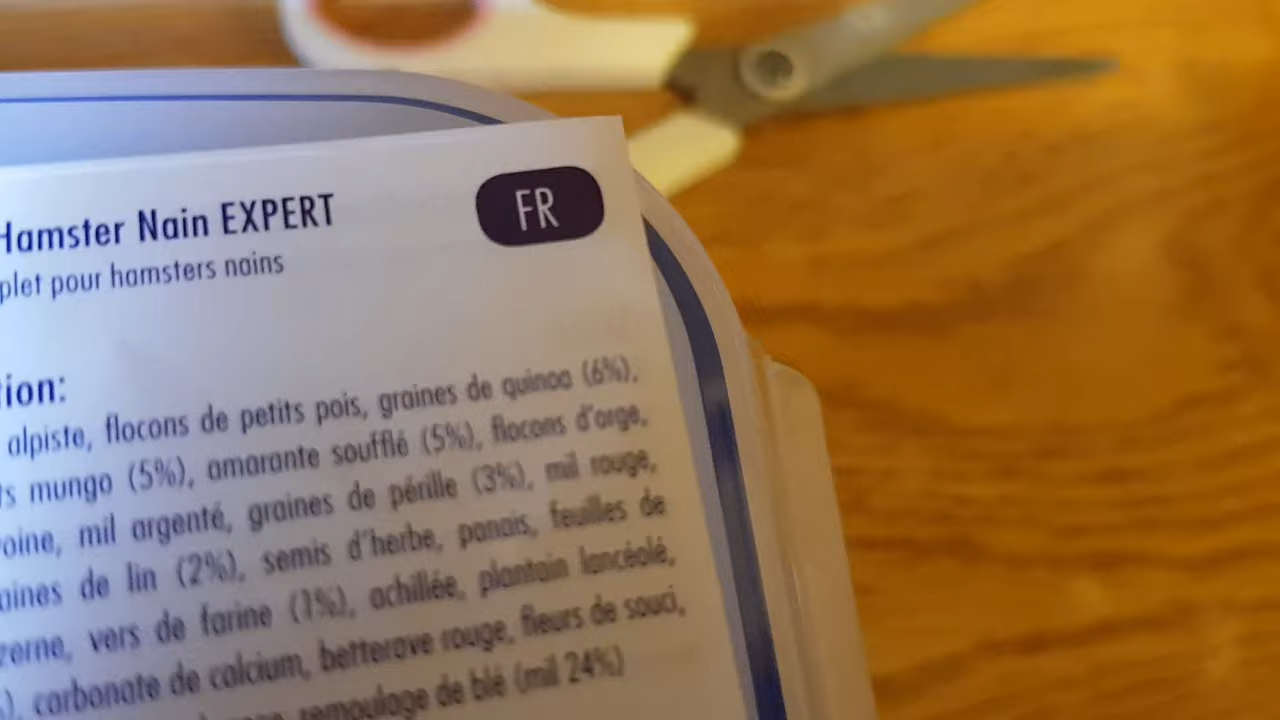 Hamster Nain EXPERT
FR
plet pour hamsters nains
tion:
alpiste, flocons de petits pois, graines de quinoa (6%),
ts mungo (5%), amarante soufflé (5%), flocons d'orge,
oine, mil argenté, graines de pérille (3%), mil rouge,
aines de lin (2%), semis d'herbe, panais, feuilles de
zerne, vers de farine (1%), achillée, plantain lancéolé,
), carbonate de calcium, betterave rouge, fleurs de souci,
remoulage de blé (mil 24%)